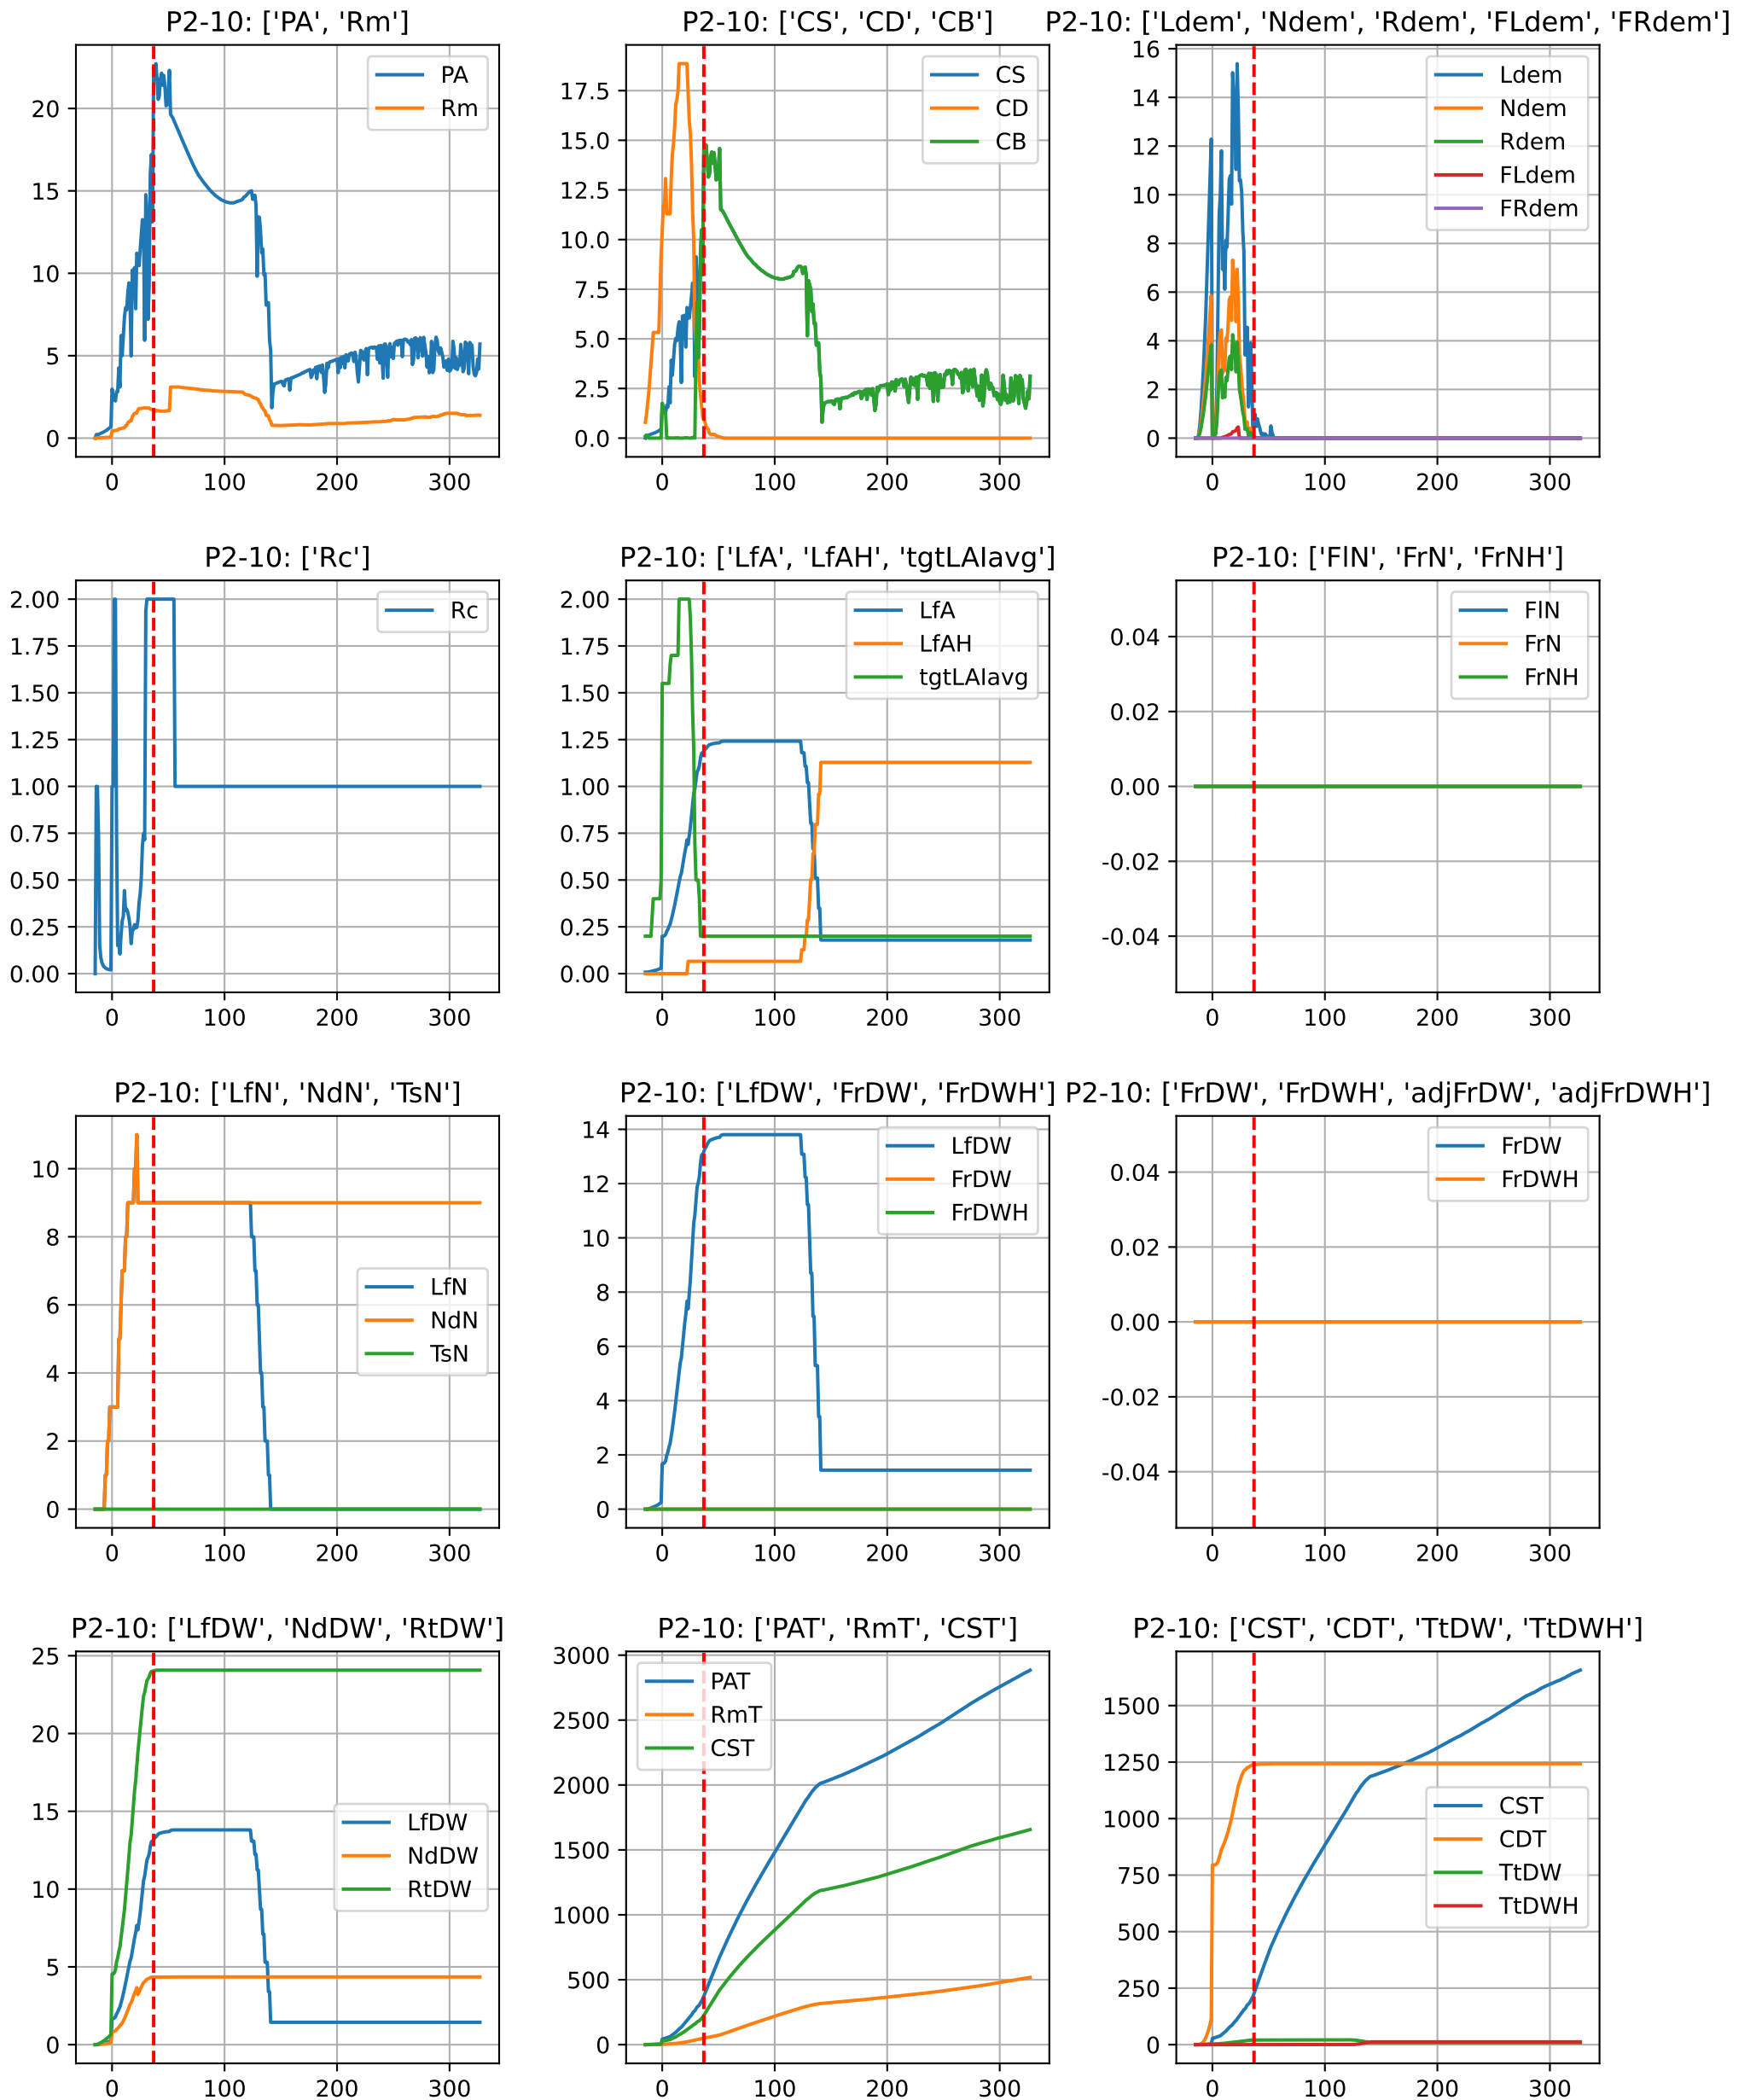 P2-10: ['PA', 'Rm']
P2-10: ['CS', 'CD', 'CB']
P2-10: ['Ldem', 'Ndem', 'Rdem', 'FLdem', 'FRdem']
PA
Rm
20
15
10
5
0
0 100 200 300
CS
CD
CB
17.5
15.0
12.5
10.0
7.5
5.0
2.5
0.0
0 100 200 300
Ldem
Ndem
Rdem
FLdem
FRdem
16
14
12
10
8
6
4
2
0
0 100 200 300
P2-10: ['Rc']
P2-10: ['LfA', 'LfAH', 'tgtLAIavg']
P2-10: ['FlN', 'FrN', 'FrNH']
Rc
2.00
1.75
1.50
1.25
1.00
0.75
0.50
0.25
0.00
0 100 200 300
LfA
LfAH
tgtLAIavg
2.00
1.75
1.50
1.25
1.00
0.75
0.50
0.25
0.00
0 100 200 300
FlN
FrN
FrNH
0.04
0.02
0.00
-0.02
-0.04
0 100 200 300
P2-10: ['LfN', 'NdN', 'TsN']
P2-10: ['LfDW', 'FrDW', 'FrDWH']
P2-10: ['FrDW', 'FrDWH', 'adjFrDW', 'adjFrDWH']
LfN
NdN
TsN
10
8
6
4
2
0
0 100 200 300
LfDW
FrDW
FrDWH
14
12
10
8
6
4
2
0
0 100 200 300
FrDW
FrDWH
0.04
0.02
0.00
-0.02
-0.04
0 100 200 300
P2-10: ['LfDW', 'NdDW', 'RtDW']
P2-10: ['PAT', 'RmT', 'CST']
P2-10: ['CST', 'CDT', 'TtDW', 'TtDWH']
LfDW
NdDW
RtDW
25
20
15
10
5
0
0 100 200 300
PAT
RmT
CST
3000
2500
2000
1500
1000
500
0
0 100 200 300
CST
CDT
TtDW
TtDWH
1500
1250
1000
750
500
250
0
0 100 200 300